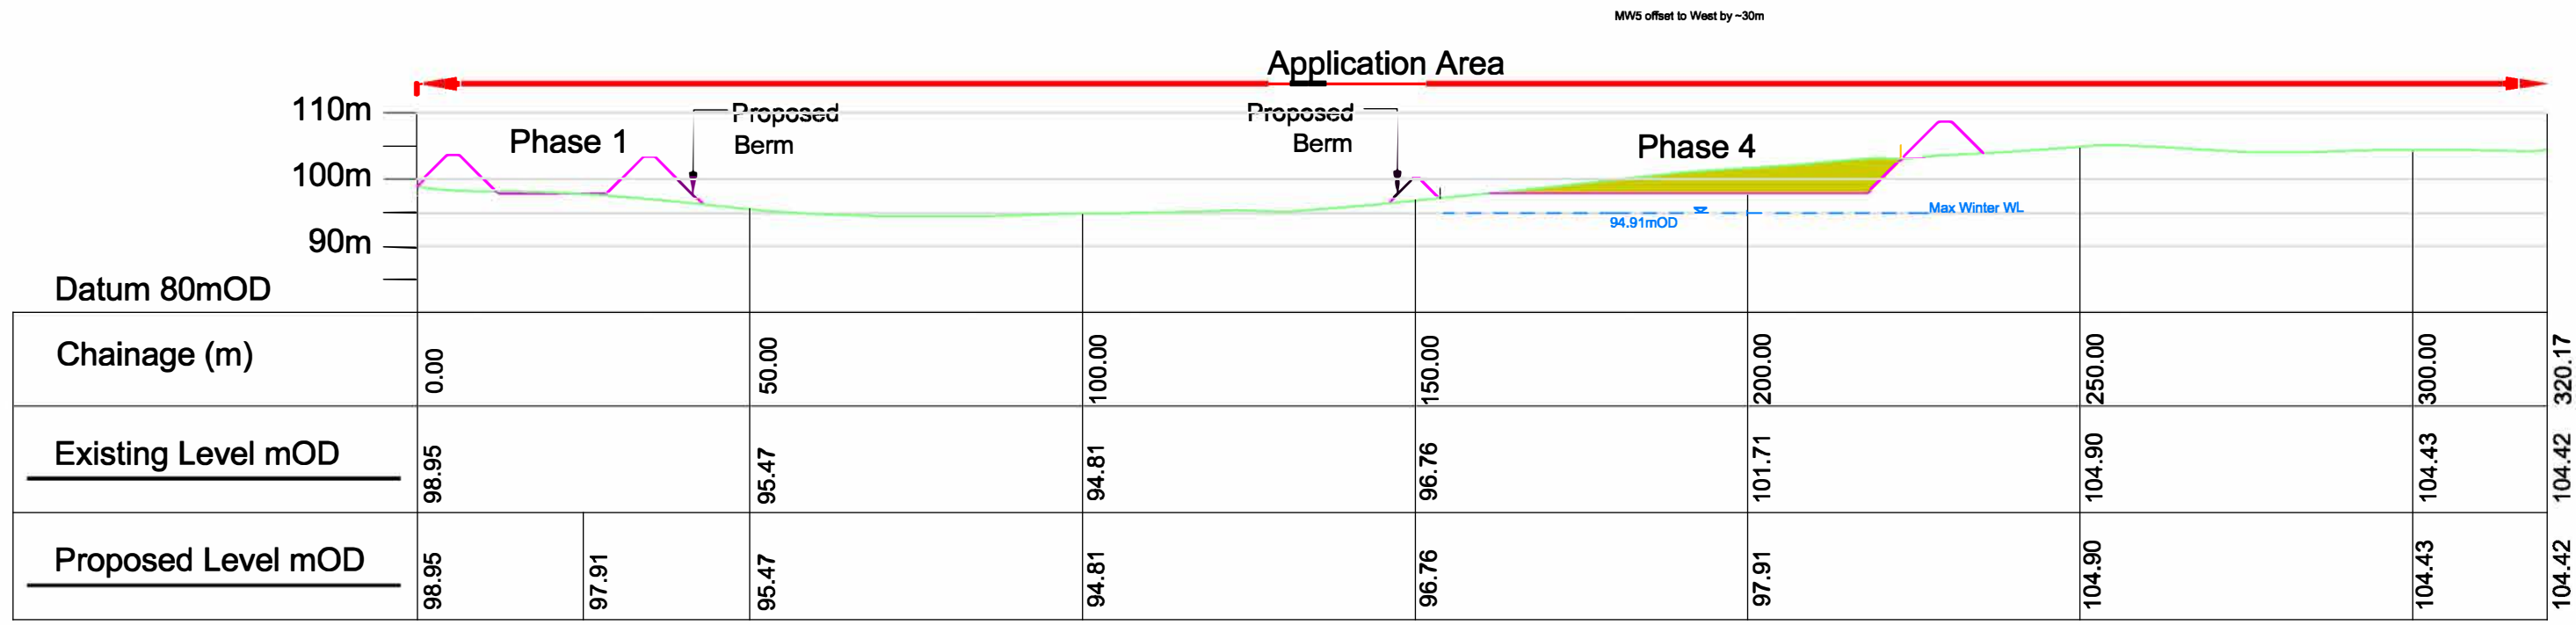 MW5 offset to West by ~30m
Application Area
110m
Proposed
Berm
Proposed
Berm
Phase 1
Phase 4
100m
Max Winter WL
94.91mOD
90m
Datum 80mOD
Chainage (m) 0.00 50.00 100.00 150.00 200.00 250.00 300.00 320.17
Existing Level mOD 98.95 95.47 94.81 96.76 101.71 104.90 104.43 104.42
Proposed Level mOD 98.95 97.91 95.47 94.81 96.76 97.91 104.90 104.43 104.42